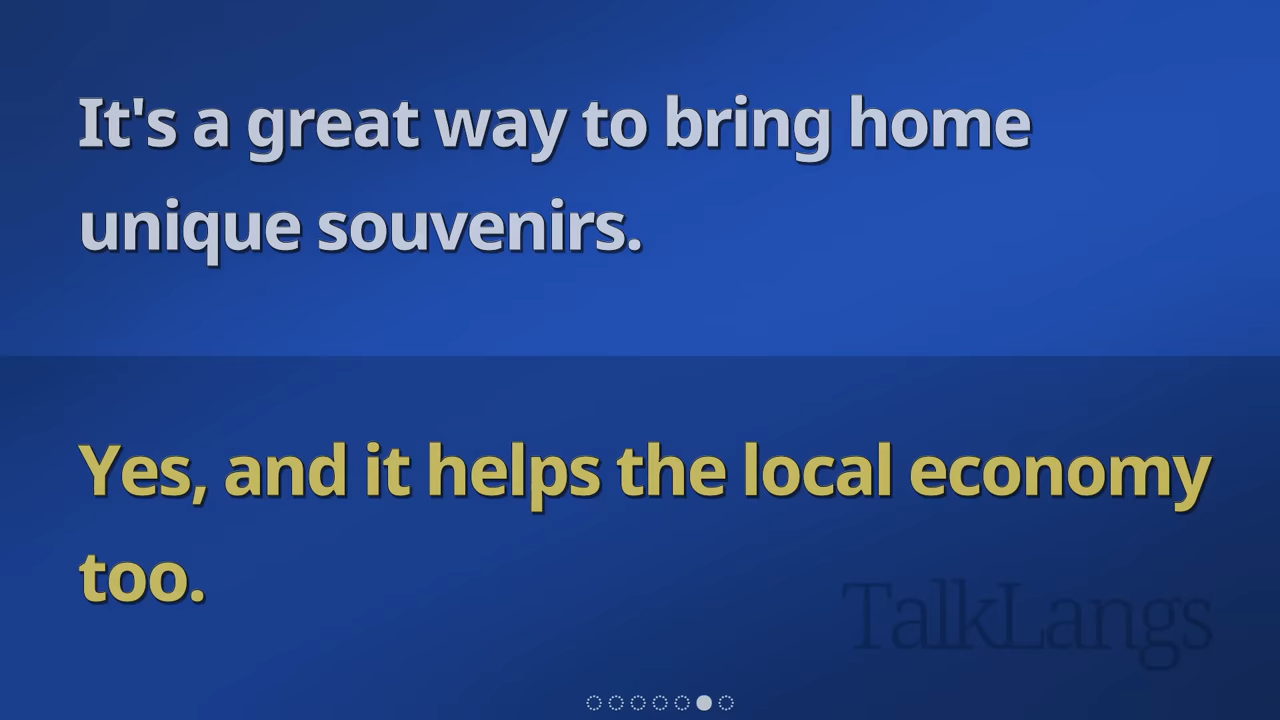 It's a great way to bring home
unique souvenirs.
Yes, and it helps the local economy
too.
TalkLangs